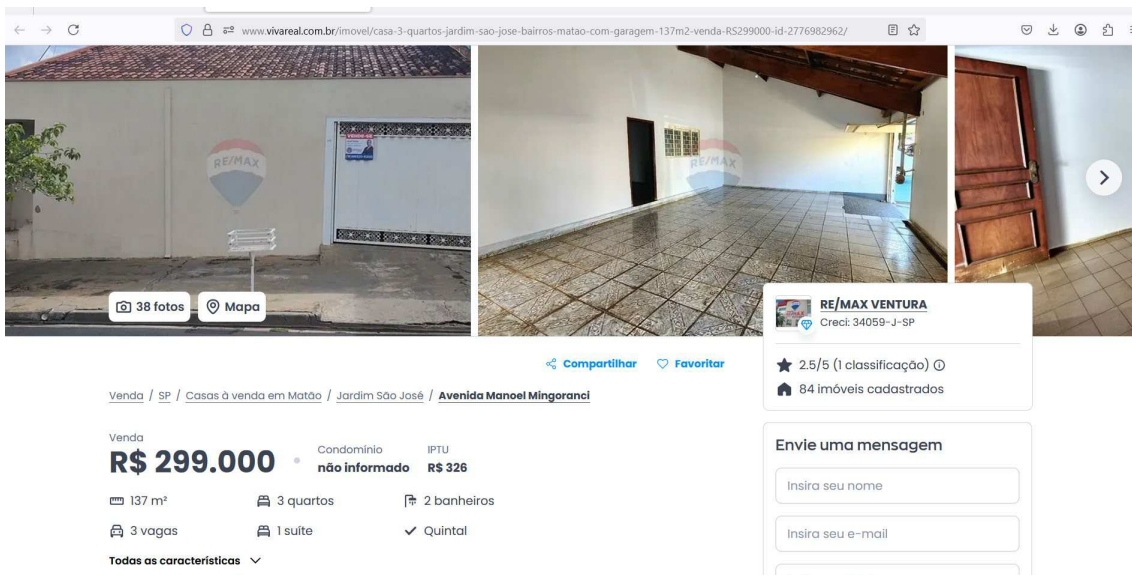 www.vivareal.com.br/imovel/casa-3-quartos-jardim-sao-jose-bairros-matao-com-garagem-137m2-venda-RS299000-id-2776982962/
RE/MAX
VENDE-SE
RE/MAX
38 fotos
Mapa
RE/MAX VENTURA
Creci: 34059-J-SP
Compartilhar
Favoritar
2.5/5 (1 classificação)
84 imóveis cadastrados
Venda / SP / Casas à venda em Matão / Jardim São José / Avenida Manoel Mingoranci
Venda
R$ 299.000
Condomínio
não informado
IPTU
R$ 326
137 m²
3 quartos
2 banheiros
3 vagas
1 suíte
Quintal
Todas as características
Envie uma mensagem
Insira seu nome
Insira seu e-mail